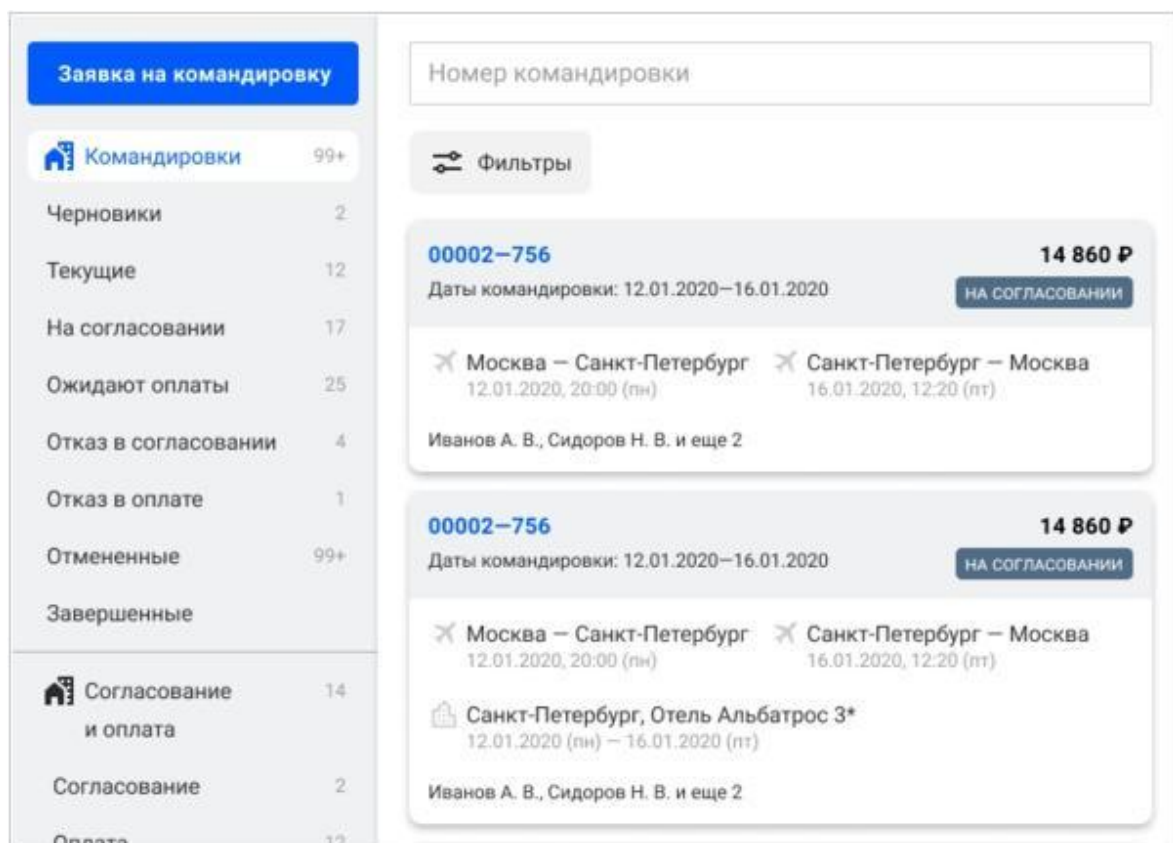 Заявка на командировку
Командировки 99+
Черновики 2
Текущие 12
На согласовании 17
Ожидают оплаты 25
Отказ в согласовании 4
Отказ в оплате 1
Отмененные 99+
Завершенные
Согласование 14
и оплата
Согласование 2
Оплата 12
Номер командировки
Фильтры
00002—756 14 860 ₽
Даты командировки: 12.01.2020—16.01.2020 НА СОГЛАСОВАНИИ
Москва — Санкт-Петербург Санкт-Петербург — Москва
12.01.2020, 20:00 (пн) 16.01.2020, 12:20 (пт)
Иванов А. В., Сидоров Н. В. и еще 2
00002—756 14 860 ₽
Даты командировки: 12.01.2020—16.01.2020 НА СОГЛАСОВАНИИ
Москва — Санкт-Петербург Санкт-Петербург — Москва
12.01.2020, 20:00 (пн) 16.01.2020, 12:20 (пт)
Санкт-Петербург, Отель Альбатрос 3*
12.01.2020 (пн) — 16.01.2020 (пт)
Иванов А. В., Сидоров Н. В. и еще 2